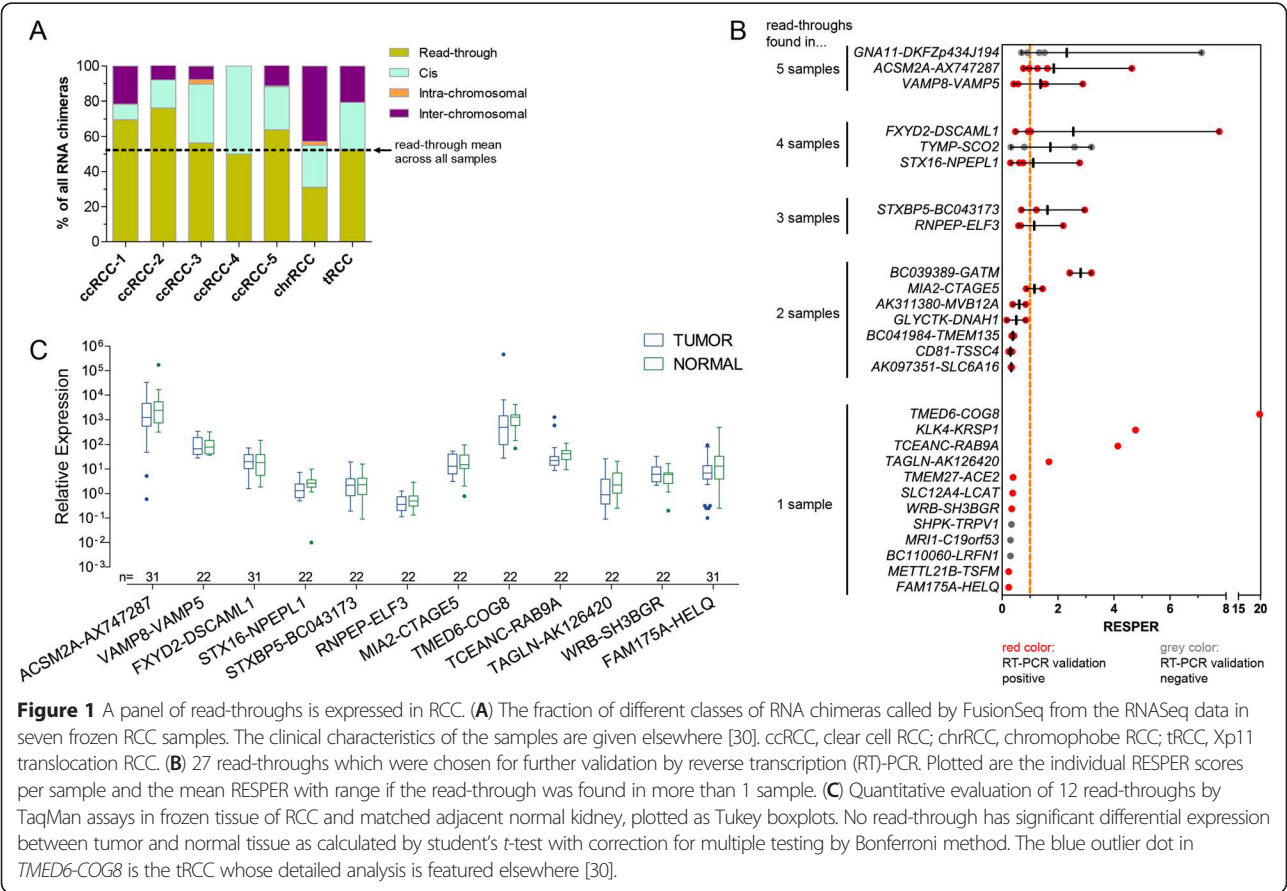 A
Read-through
Cis
Intra-chromosomal
Inter-chromosomal
% of all RNA chimeras
100
80
60
40
20
0
read-through mean
across all samples
ccRCC-1
ccRCC-2
ccRCC-3
ccRCC-4
ccRCC-5
chrRCC
tRCC
B
read-throughs
found in...
5 samples
GNA11-DKFZp434J194
ACSM2A-AX747287
VAMP8-VAMP5
4 samples
FXYD2-DSCAML1
TYMP-SCO2
STX16-NPEPL1
3 samples
STXBP5-BC043173
RNPEP-ELF3
2 samples
BC039389-GATM
MIA2-CTAGE5
AK311380-MVB12A
GLYCTK-DNAH1
BC041984-TMEM135
CD81-TSSC4
AK097351-SLC6A16
1 sample
TMED6-COG8
KLK4-KRSP1
TCEANC-RAB9A
TAGLN-AK126420
TMEM27-ACE2
SLC12A4-LCAT
WRB-SH3BGR
SHPK-TRPV1
MRI1-C19orf53
BC110060-LRFN1
METTL21B-TSFM
FAM175A-HELQ
0 2 4 6 8 15 20
RESPER
red color:
RT-PCR validation
positive
grey color:
RT-PCR validation
negative
C
TUMOR
NORMAL
Relative Expression
10⁶
10⁵
10⁴
10³
10²
10¹
10⁰
10⁻¹
10⁻²
10⁻³
n= 31 22 31 22 22 22 22 22 22 22 22 31
ACSM2A-AX747287
VAMP8-VAMP5
FXYD2-DSCAML1
STX16-NPEPL1
STXBP5-BC043173
RNPEP-ELF3
MIA2-CTAGE5
TMED6-COG8
TCEANC-RAB9A
TAGLN-AK126420
WRB-SH3BGR
FAM175A-HELQ
Figure 1 A panel of read-throughs is expressed in RCC. (A) The fraction of different classes of RNA chimeras called by FusionSeq from the RNASeq data in
seven frozen RCC samples. The clinical characteristics of the samples are given elsewhere [30]. ccRCC, clear cell RCC; chrRCC, chromophobe RCC; tRCC, Xp11
translocation RCC. (B) 27 read-throughs which were chosen for further validation by reverse transcription (RT)-PCR. Plotted are the individual RESPER scores
per sample and the mean RESPER with range if the read-through was found in more than 1 sample. (C) Quantitative evaluation of 12 read-throughs by
TaqMan assays in frozen tissue of RCC and matched adjacent normal kidney, plotted as Tukey boxplots. No read-through has significant differential expression
between tumor and normal tissue as calculated by student's t-test with correction for multiple testing by Bonferroni method. The blue outlier dot in
TMED6-COG8 is the tRCC whose detailed analysis is featured elsewhere [30].